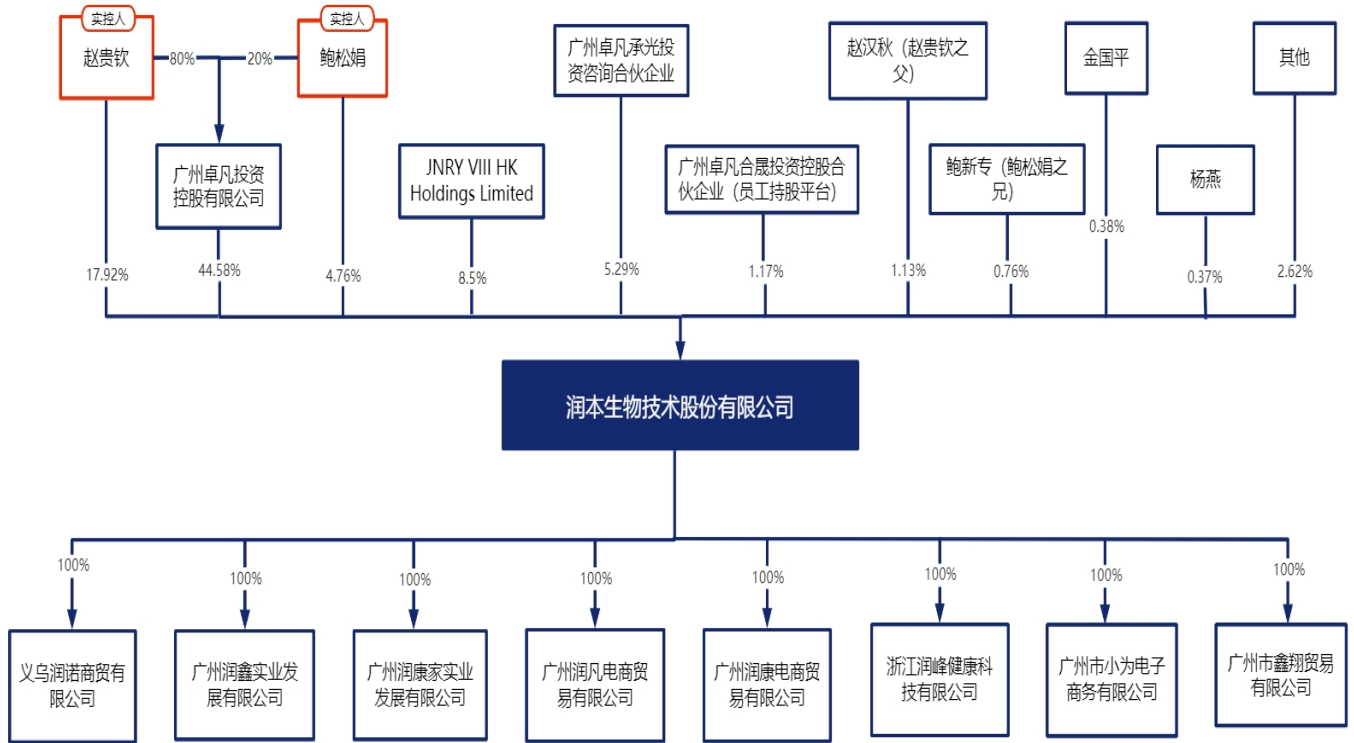 实控人
赵贵钦
80%
20%
实控人
鲍松娟
广州卓凡承光投
资咨询合伙企业
赵汉秋（赵贵钦之
父）
金国平
其他
广州卓凡投资
控股有限公司
JNRY VIII HK
Holdings Limited
广州卓凡合晟投资控股合
伙企业（员工持股平台）
鲍新专（鲍松娟之
兄）
杨燕
17.92%
44.58%
4.76%
8.5%
5.29%
1.17%
1.13%
0.76%
0.38%
0.37%
2.62%
润本生物技术股份有限公司
100%
100%
100%
100%
100%
100%
100%
100%
义乌润诺商贸有
限公司
广州润鑫实业发
展有限公司
广州润康家实业
发展有限公司
广州润凡电商贸
易有限公司
广州润康电商贸
易有限公司
浙江润峰健康科
技有限公司
广州市小为电子
商务有限公司
广州市鑫翔贸易
有限公司